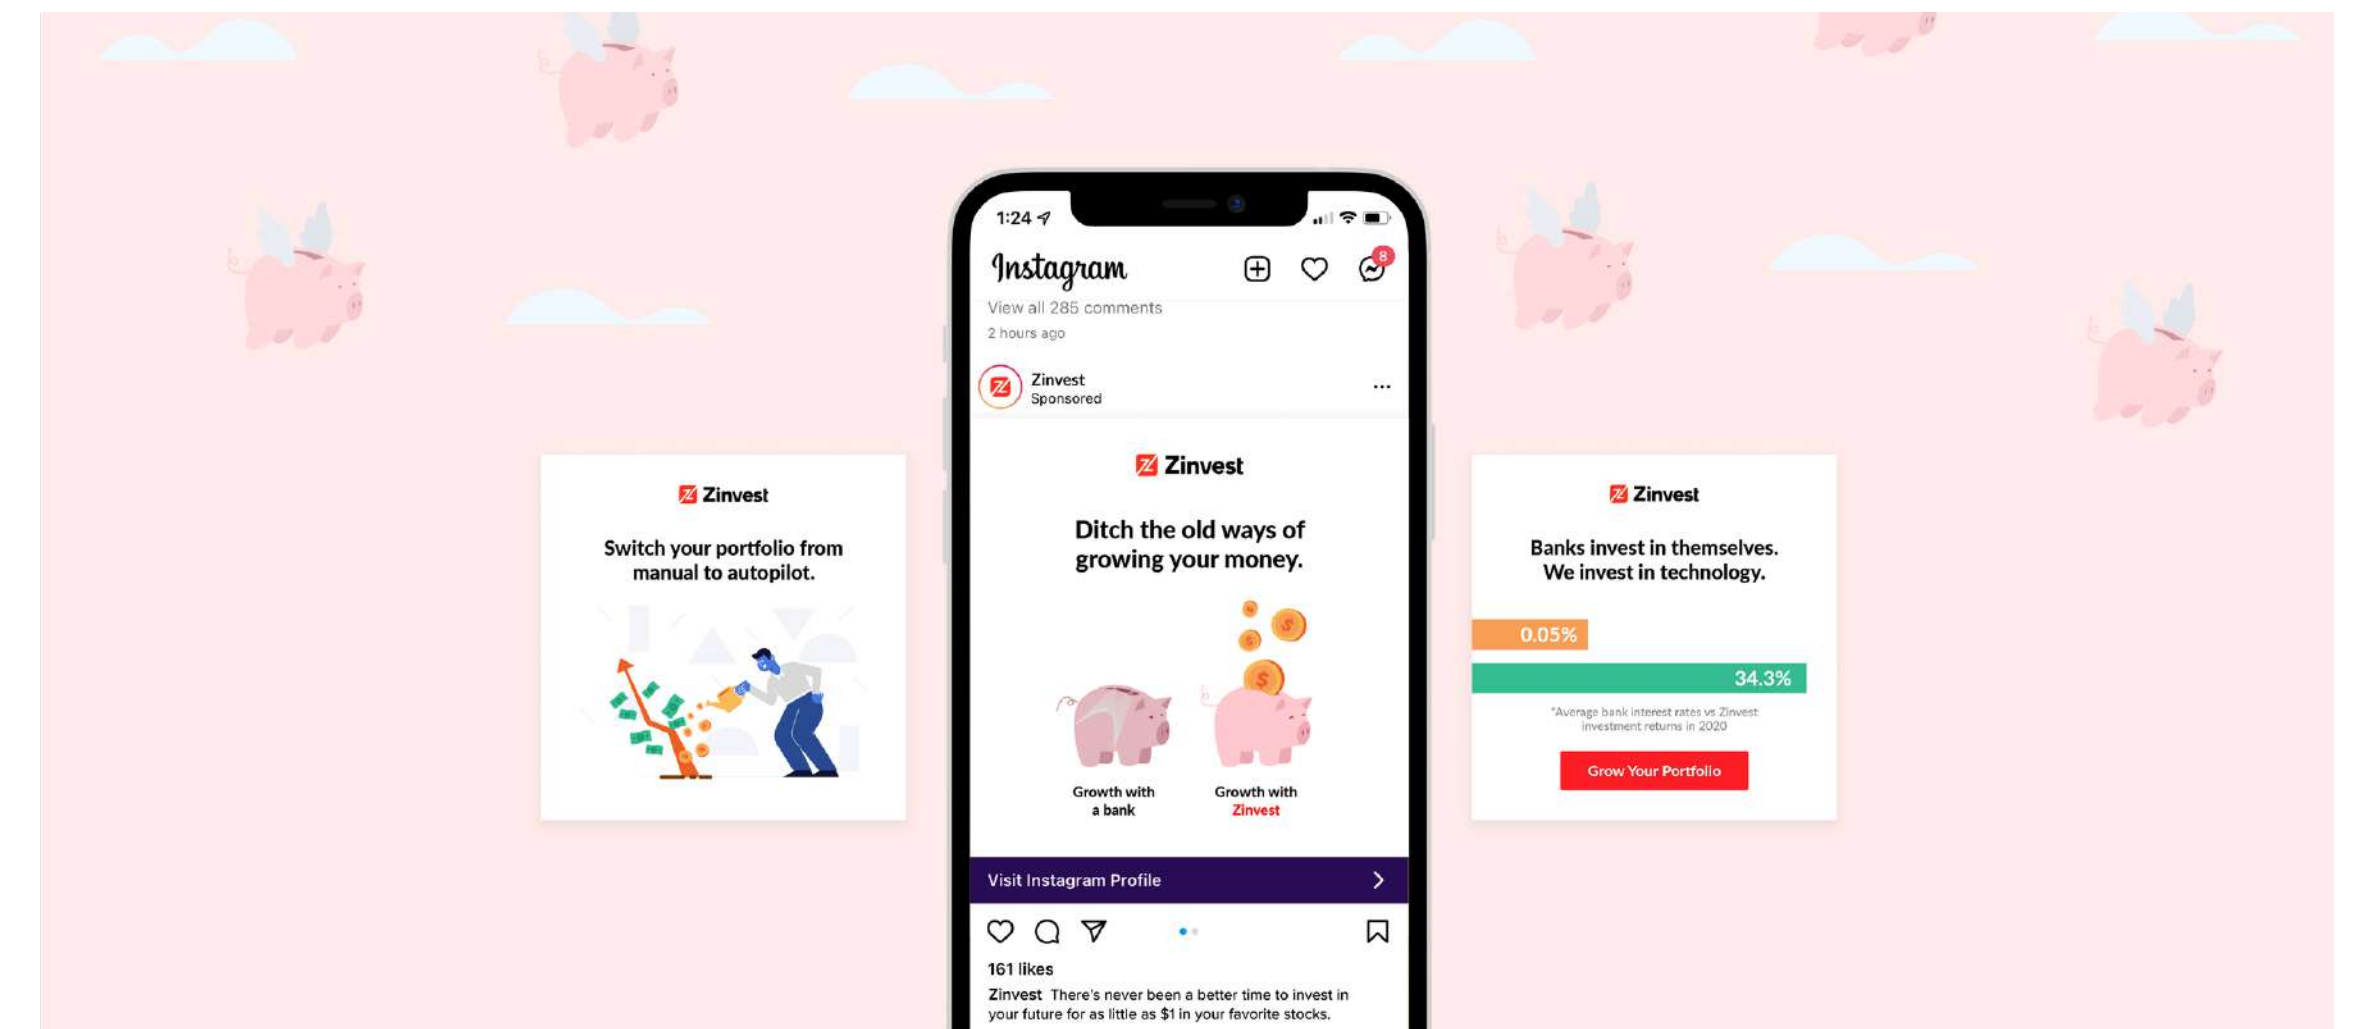 1:24
Instagram
8
View all 285 comments
2 hours ago
Zinvest
Sponsored
Zinvest
Ditch the old ways of
growing your money.
Growth with
a bank
Growth with
Zinvest
Visit Instagram Profile
161 likes
Zinvest There's never been a better time to invest in
your future for as little as $1 in your favorite stocks.
Zinvest
Switch your portfolio from
manual to autopilot.
Zinvest
Banks invest in themselves.
We invest in technology.
0.05%
34.3%
*Average bank interest rates vs Zinvest
investment returns in 2020
Grow Your Portfolio